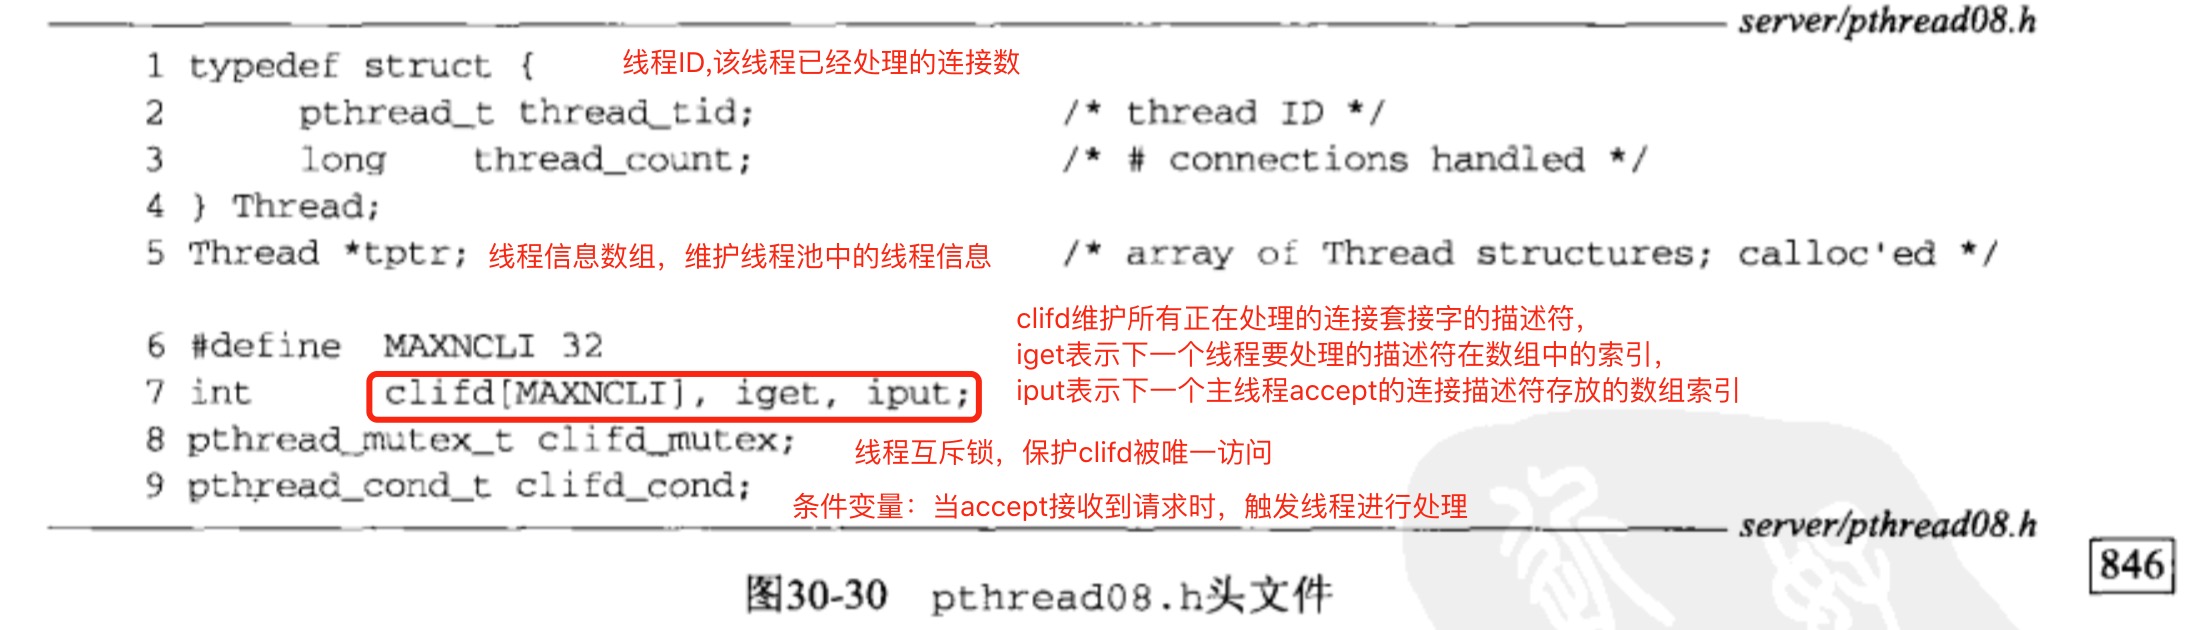 server/pthread08.h
1 typedef struct { 线程ID,该线程已经处理的连接数
2 pthread_t thread_tid; /* thread ID */
3 long thread_count; /* # connections handled */
4 } Thread;
5 Thread *tptr; 线程信息数组，维护线程池中的线程信息 /* array of Thread structures; calloc'ed */
clifd维护所有正在处理的连接套接字的描述符，
6 #define MAXNCLI 32
iget表示下一个线程要处理的描述符在数组中的索引，
7 int clifd[MAXNCLI], iget, iput;
iput表示下一个主线程accept的连接描述符存放的数组索引
8 pthread_mutex_t clifd_mutex; 线程互斥锁，保护clifd被唯一访问
9 pthread_cond_t clifd_cond; 条件变量：当accept接收到请求时，触发线程进行处理
server/pthread08.h
846
图30-30 pthread08.h头文件